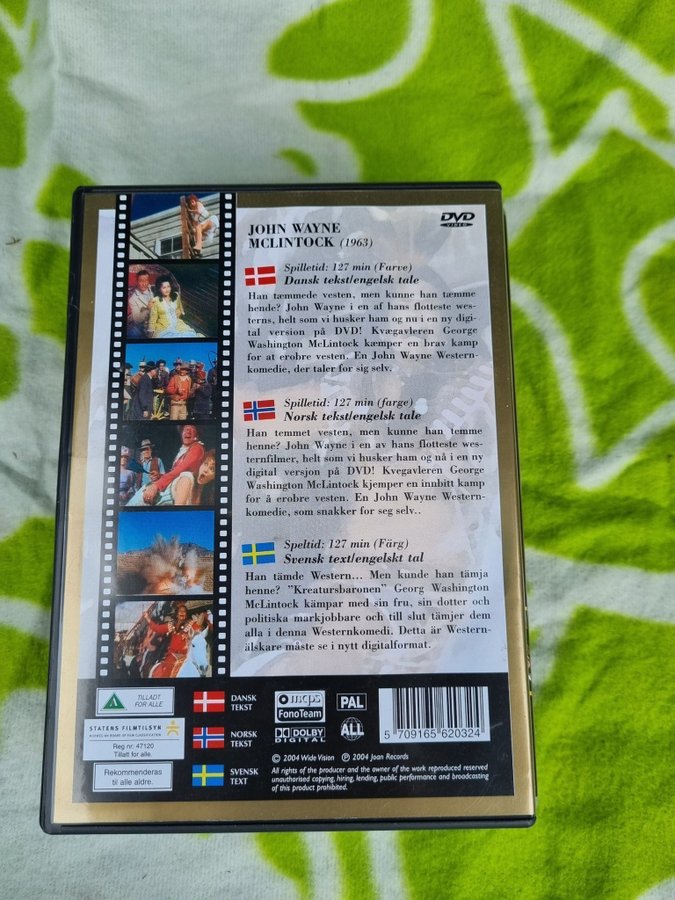 JOHN WAYNE
MCLINTOCK (1963)
DVD
VIDEO
Spilletid: 127 min (Farve)
Dansk tekst/engelsk tale
Han tæmmede vesten, men kunne han tæmme
hende? John Wayne i en af hans flotteste wes-
terns, helt som vi husker ham og nu i en ny digi-
tal version på DVD! Kvægavleren George
Washington McLintock kæmper en brav kamp
for at erobre vesten. En John Wayne Western-
komedie, der taler for sig selv.
Spilletid: 127 min (farge)
Norsk tekst/engelsk tale
Han temmet vesten, men kunne han temme
henne? John Wayne i en av hans flotteste wes-
ternfilmer, helt som vi husker ham og nå i en ny
digital versjon på DVD! Kvegavleren George
Washington McLintock kjemper en innbitt kamp
for å erobre vesten. En John Wayne Western-
komedie, som snakker for seg selv..
Speltid: 127 min (Färg)
Svensk text/engelskt tal
Han tämde Western... Men kunde han tämja
henne? ”Kreatursbaronen” Georg Washington
McLintock kämpar med sin fru, sin dotter och
politiska markjobbare och till slut tämjer dem
alla i denna Westernkomedi. Detta är Western-
älskare måste se i nytt digitalformat.
A
TILLADT
FOR ALLE
STATENS FILMTILSYN
Reg nr: 47120
Tillatt for alle.
Rekommenderas
til alle aldre.
DANSK
TEKST
NORSK
TEKST
SVENSK
TEXT
mcps
FonoTeam
DOLBY
DIGITAL
PAL
ALL
5 709165 620324
© 2004 Wide Vision ℗ 2004 Joan Records
All rights of the producer and the owner of the work reproduced reserved
unauthorised copying, hiring, lending, public performance and broadcasting
of this product prohibited.